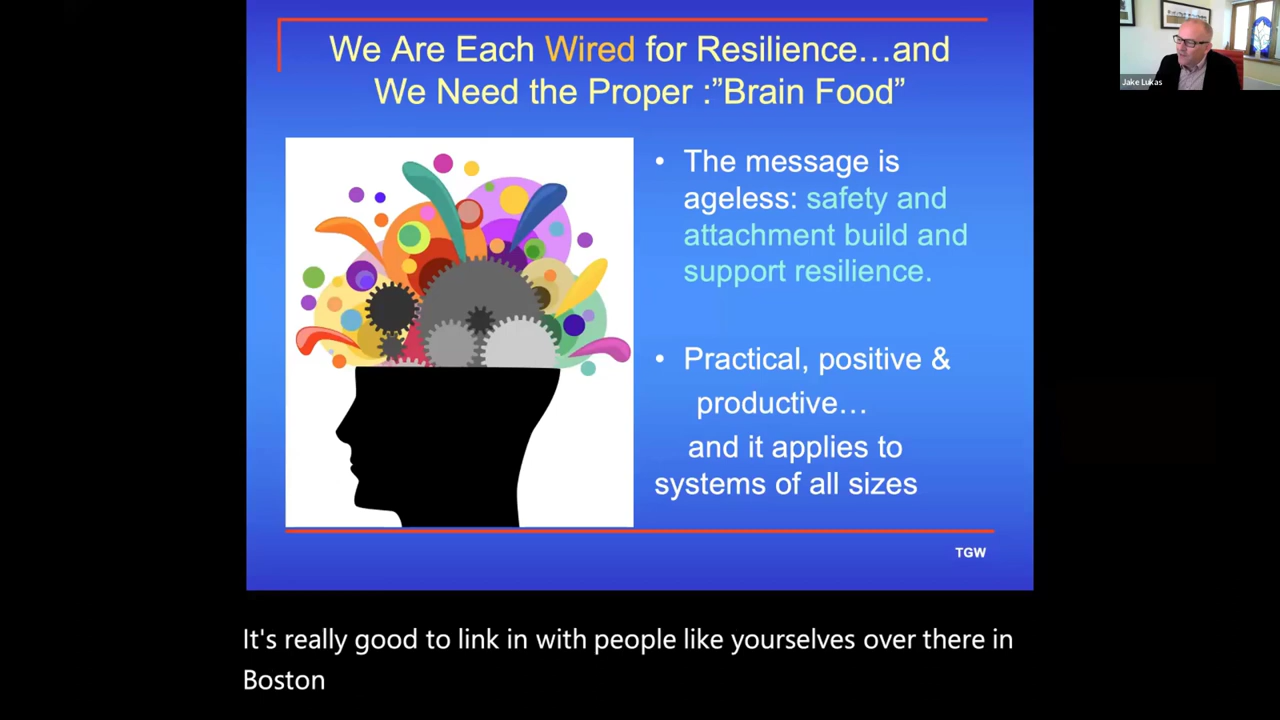 We Are Each Wired for Resilience…and
We Need the Proper :”Brain Food”
• The message is
ageless: safety and
attachment build and
support resilience.
• Practical, positive &
productive…
and it applies to
systems of all sizes
TGW
Jake Lukas
It's really good to link in with people like yourselves over there in
Boston